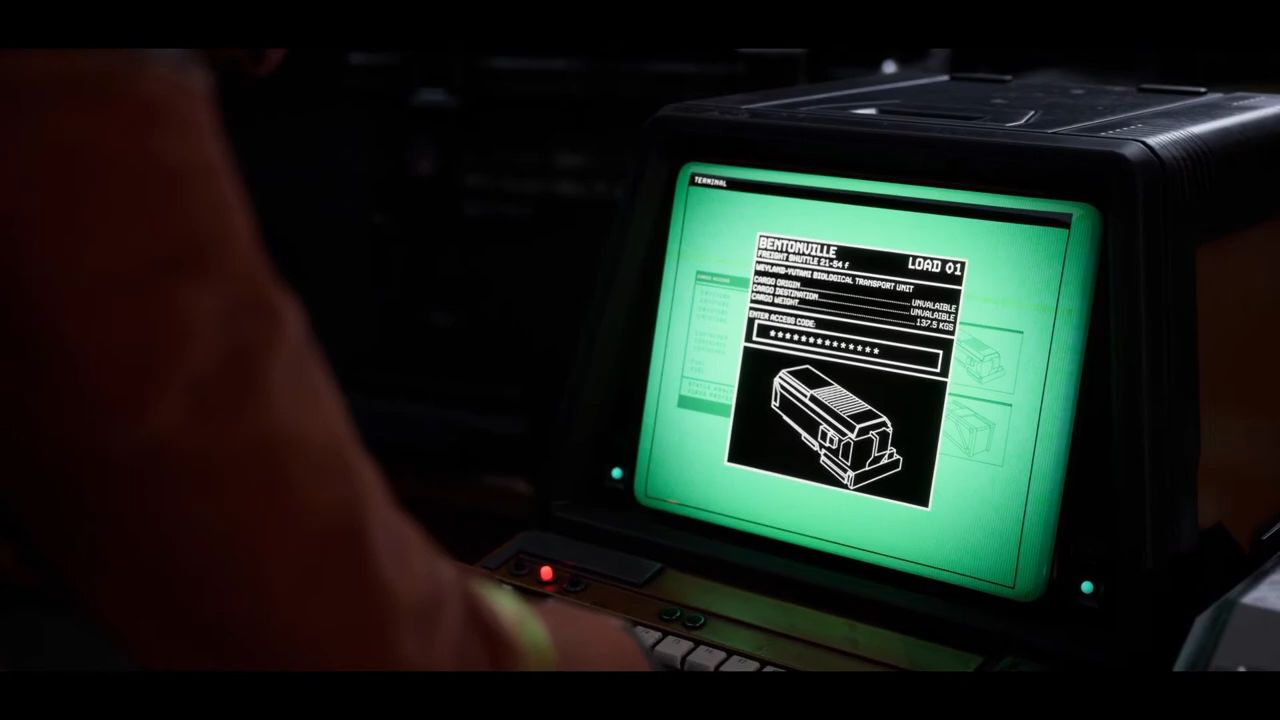 TERMINAL
BENTONVILLE
FREIGHT SHUTTLE 21-54 f
LOAD 01
WEYLAND-YUTANI BIOLOGICAL TRANSPORT UNIT
CARGO ORIGIN UNVALAIBLE
CARGO DESTINATION UNVALAIBLE
CARGO WEIGHT 137.5 KGS
ENTER ACCESS CODE:
*************